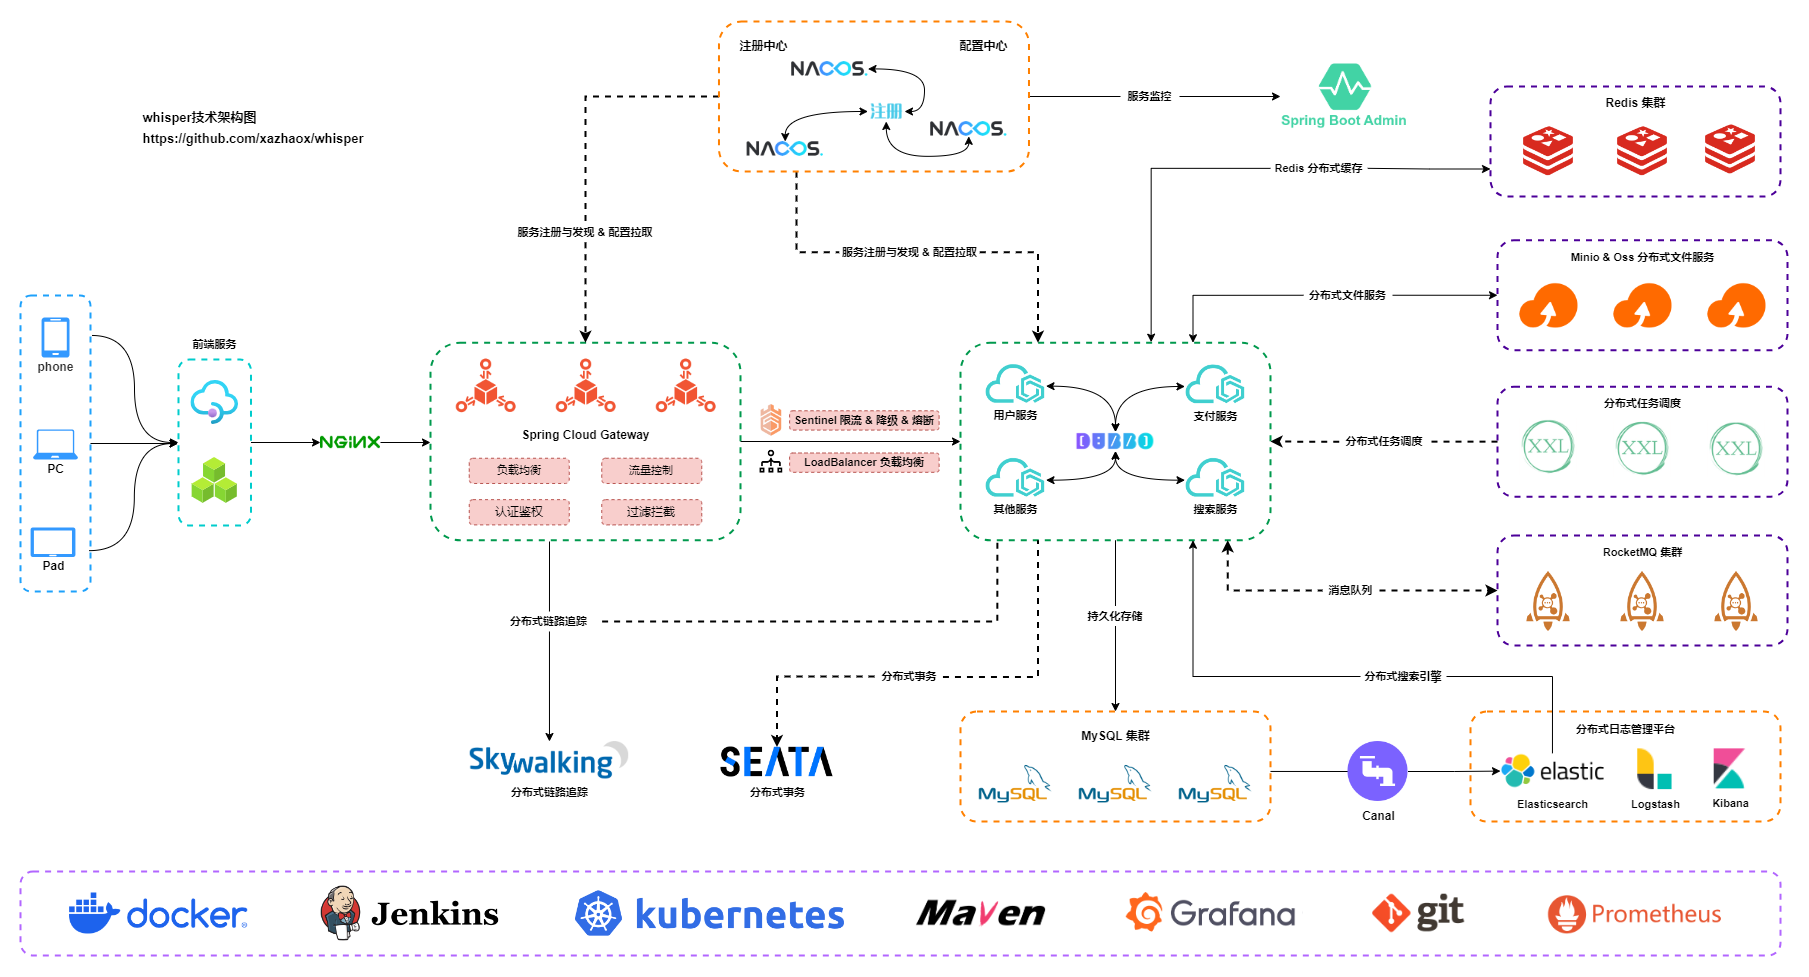 whisper技术架构图
https://github.com/xazhaox/whisper
注册中心
配置中心
NACOS.
注册
NACOS.
NACOS.
服务监控
Spring Boot Admin
Redis 集群
Redis 分布式缓存
服务注册与发现 & 配置拉取
服务注册与发现 & 配置拉取
Minio & Oss 分布式文件服务
分布式文件服务
phone
PC
Pad
前端服务
NGINX
Spring Cloud Gateway
负载均衡
流量控制
认证鉴权
过滤拦截
Sentinel 限流 & 降级 & 熔断
LoadBalancer 负载均衡
用户服务
支付服务
DUBBO
其他服务
搜索服务
分布式任务调度
分布式任务调度
XXL
XXL
XXL
RocketMQ 集群
消息队列
分布式链路追踪
持久化存储
分布式事务
分布式搜索引擎
Skywalking
分布式链路追踪
SEATA
分布式事务
MySQL 集群
MySQL
MySQL
MySQL
Canal
分布式日志管理平台
elastic
Elasticsearch
Logstash
Kibana
docker
Jenkins
kubernetes
Maven
Grafana
git
Prometheus